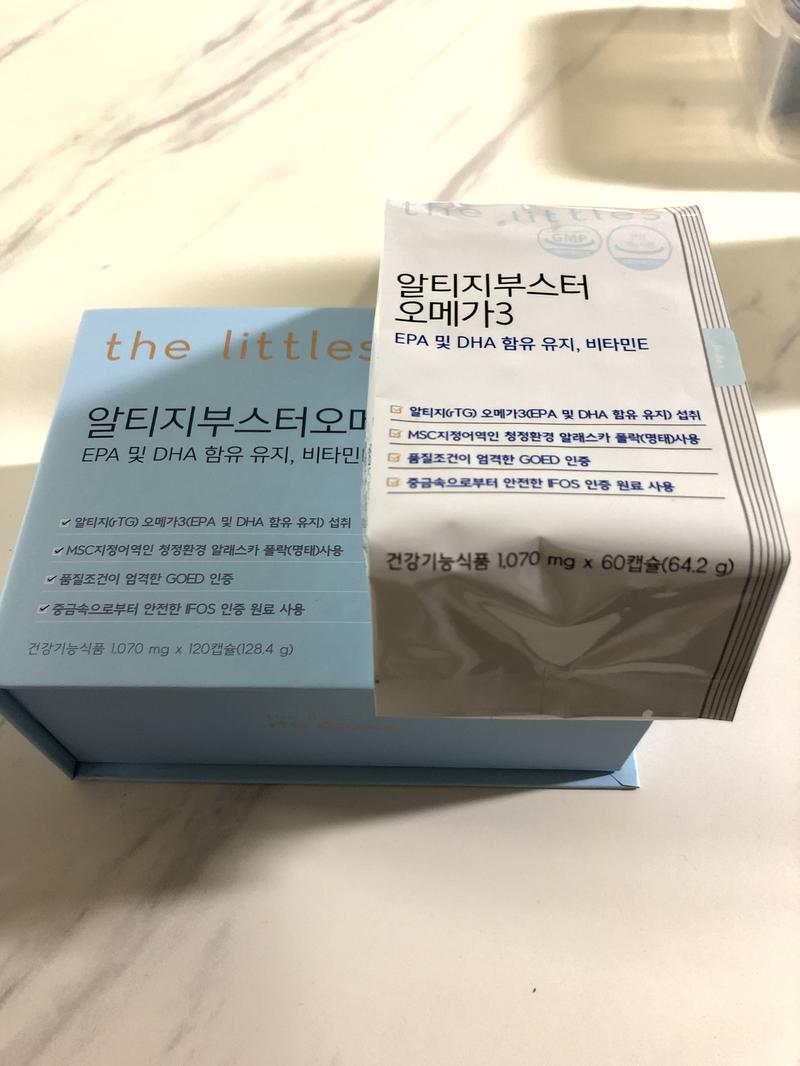 the littles
알티지부스터오메
EPA 및 DHA 함유 유지, 비타민
알티지(rTG) 오메가3(EPA 및 DHA 함유 유지) 섭취
MSC지정어역인 청정환경 알래스카 폴락(명태)사용
품질조건이 엄격한 GOED 인증
중금속으로부터 안전한 IFOS 인증 원료 사용
건강기능식품 1,070 mg x 120캡슐(128.4 g)
the littles
GMP
알티지부스터
오메가3
EPA 및 DHA 함유 유지, 비타민E
알티지(rTG) 오메가3(EPA 및 DHA 함유 유지) 섭취
MSC지정어역인 청정환경 알래스카 폴락(명태)사용
품질조건이 엄격한 GOED 인증
중금속으로부터 안전한 IFOS 인증 원료 사용
건강기능식품 1,070 mg x 60캡슐(64.2 g)